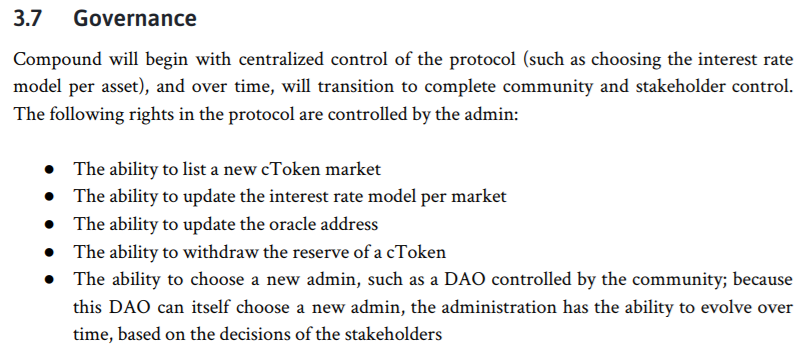 3.7 Governance
Compound will begin with centralized control of the protocol (such as choosing the interest rate
model per asset), and over time, will transition to complete community and stakeholder control.
The following rights in the protocol are controlled by the admin:
● The ability to list a new cToken market
● The ability to update the interest rate model per market
● The ability to update the oracle address
● The ability to withdraw the reserve of a cToken
● The ability to choose a new admin, such as a DAO controlled by the community; because
this DAO can itself choose a new admin, the administration has the ability to evolve over
time, based on the decisions of the stakeholders